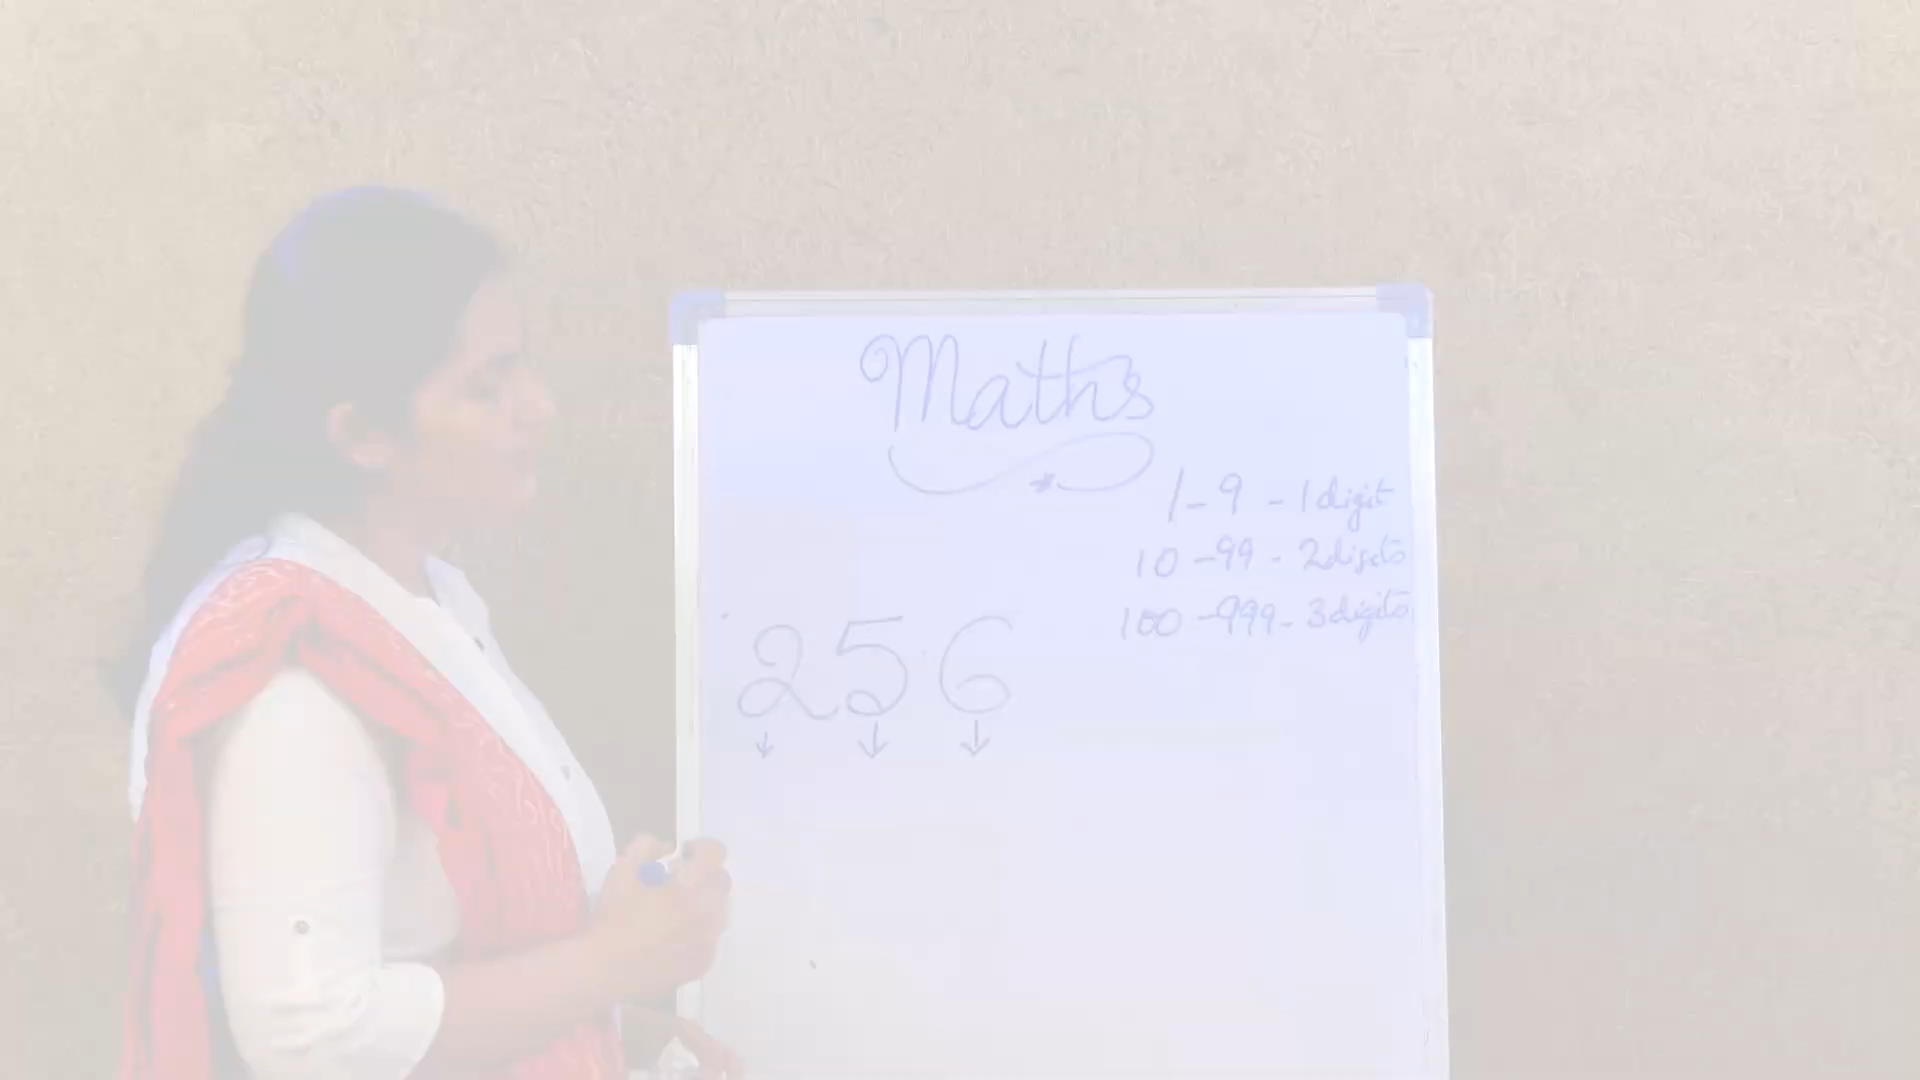 Maths
1 - 9 - 1 digit
10 - 99 - 2 digits
100 - 999 - 3 digits
256
↓ ↓ ↓